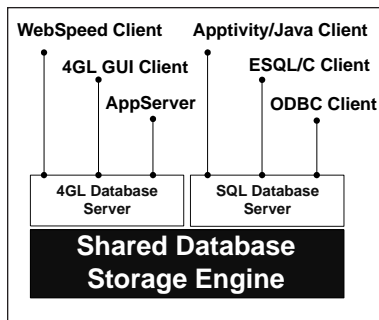 WebSpeed Client
Apptivity/Java Client
4GL GUI Client
ESQL/C Client
AppServer
ODBC Client
4GL Database
Server
SQL Database
Server
Shared Database
Storage Engine